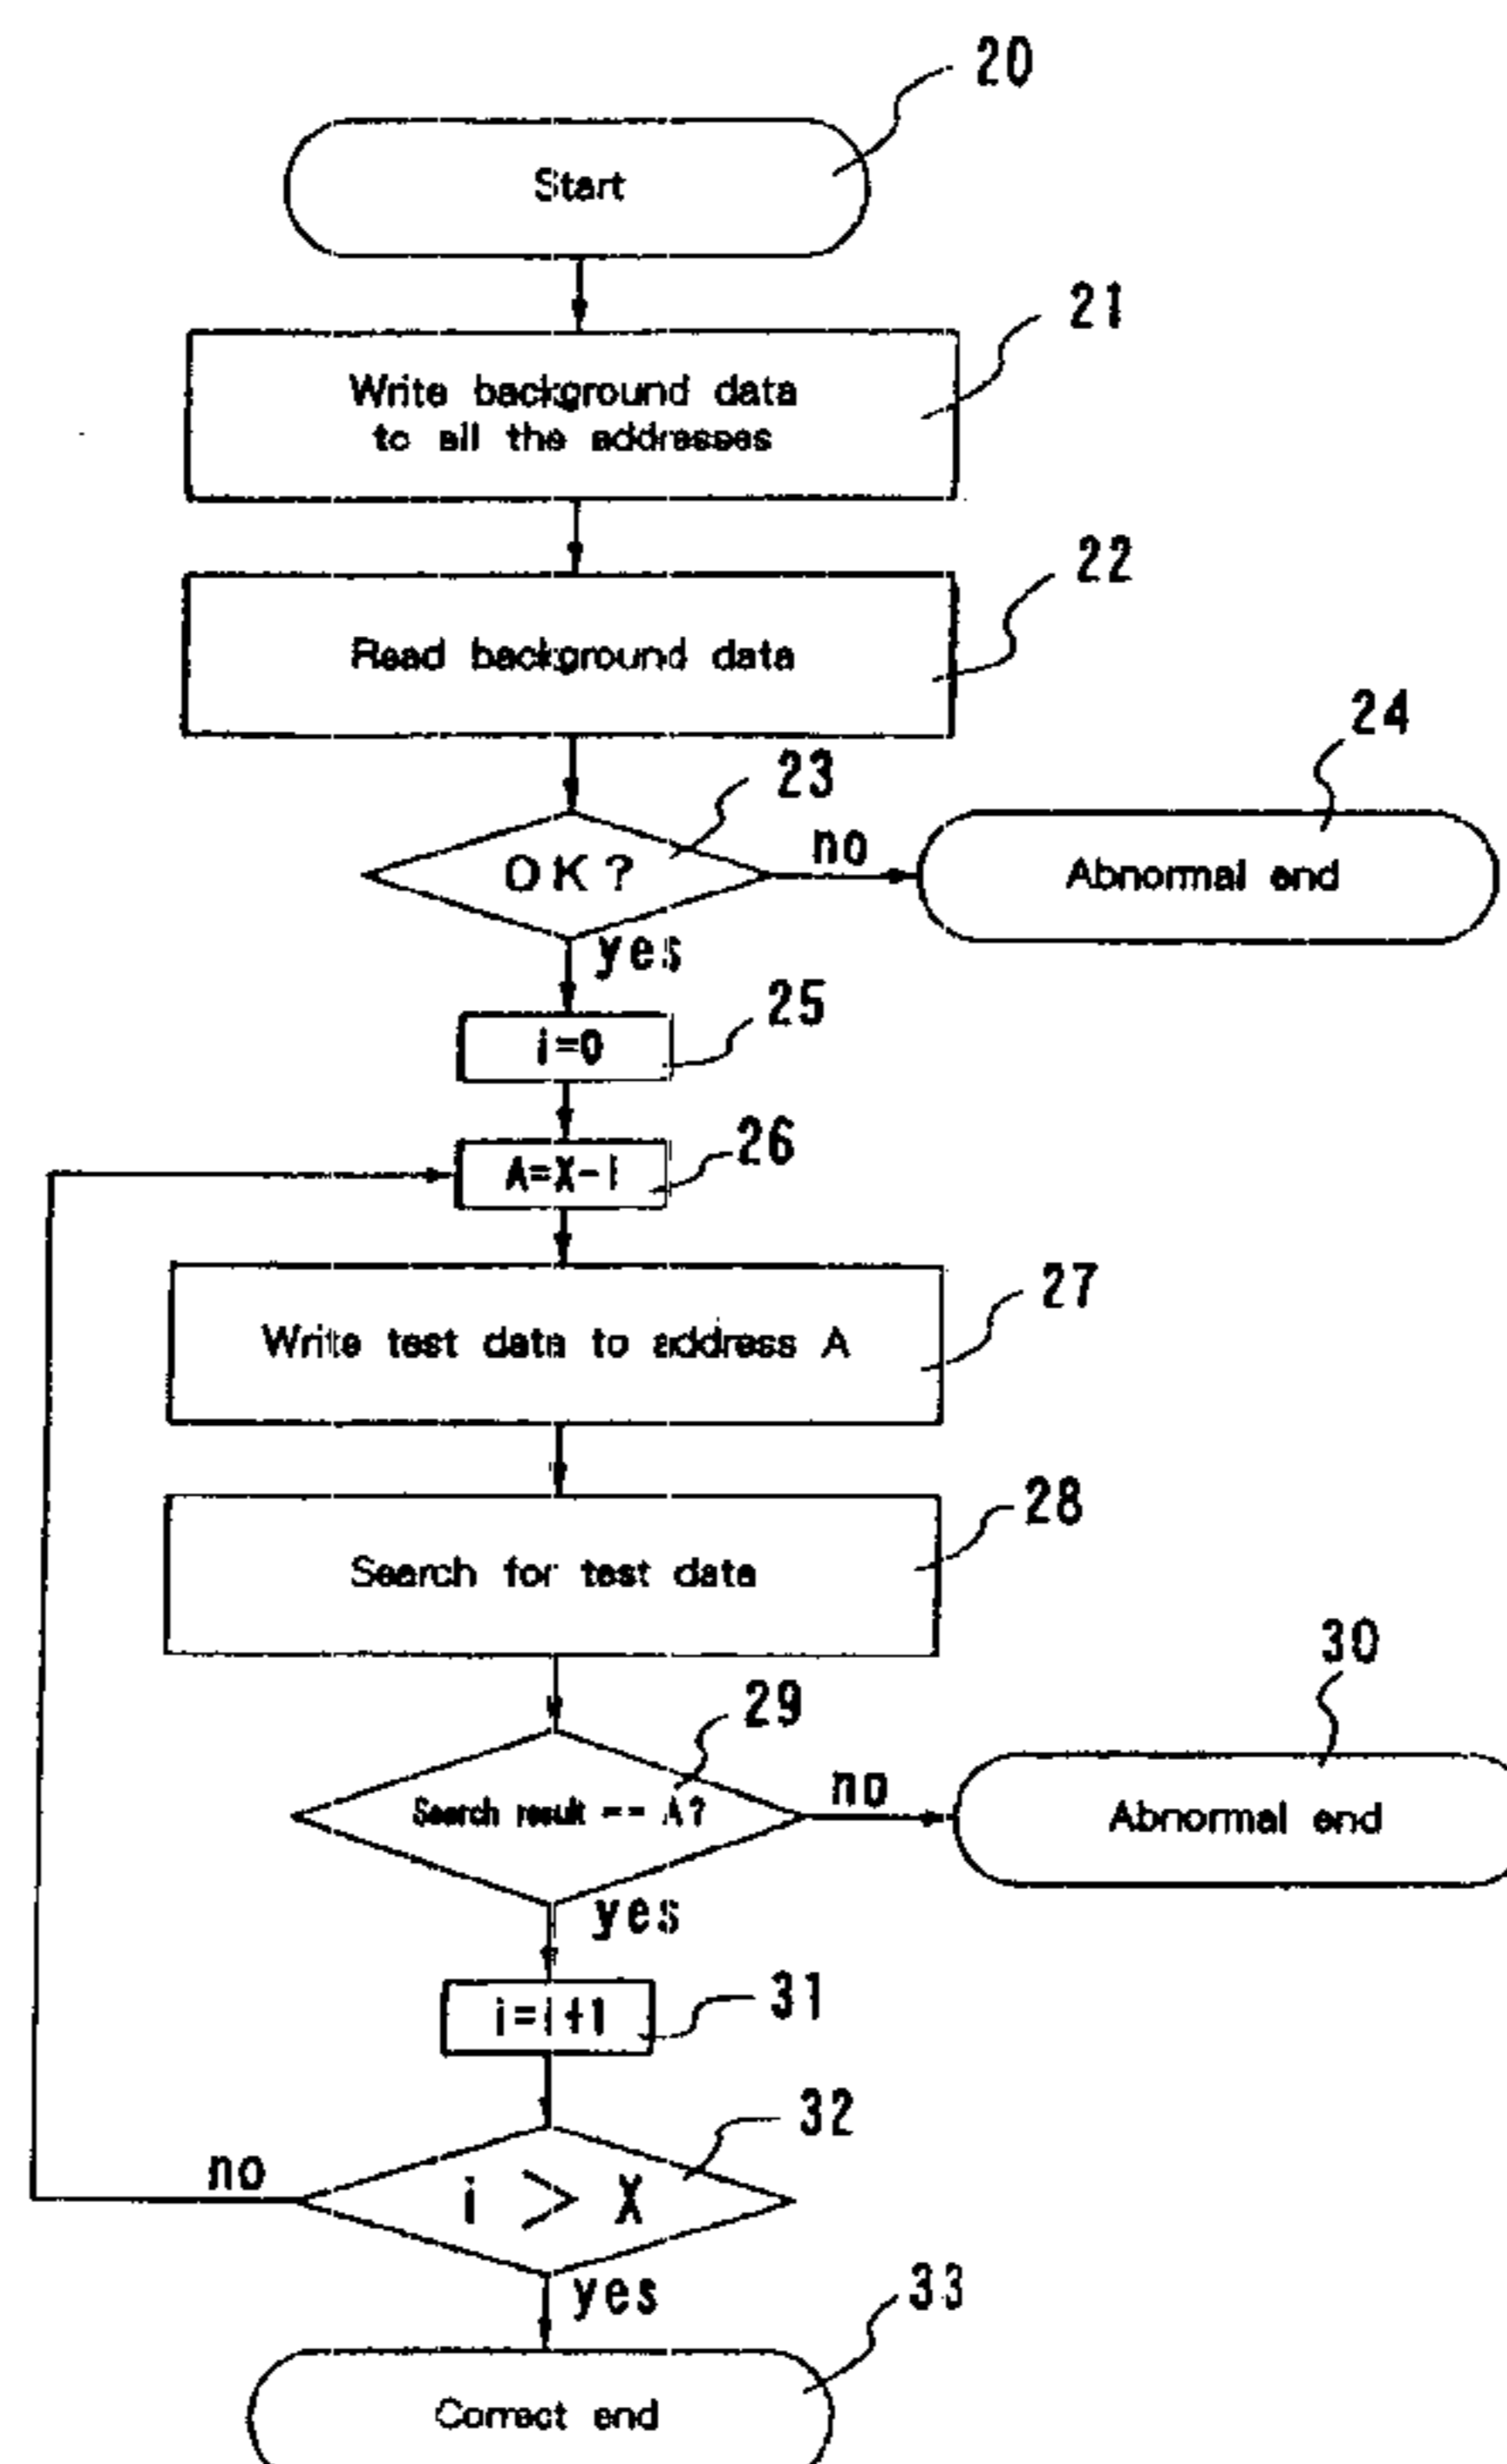 20
Start
21
Write background data
to all the addresses
22
Read background data
23
24
OK?
no
Abnormal end
yes
25
i=0
26
A=X-i
27
Write test data to address A
28
Search for test data
29
30
Search result == A?
no
Abnormal end
yes
31
i=i+1
32
no
i > X
yes
33
Correct end